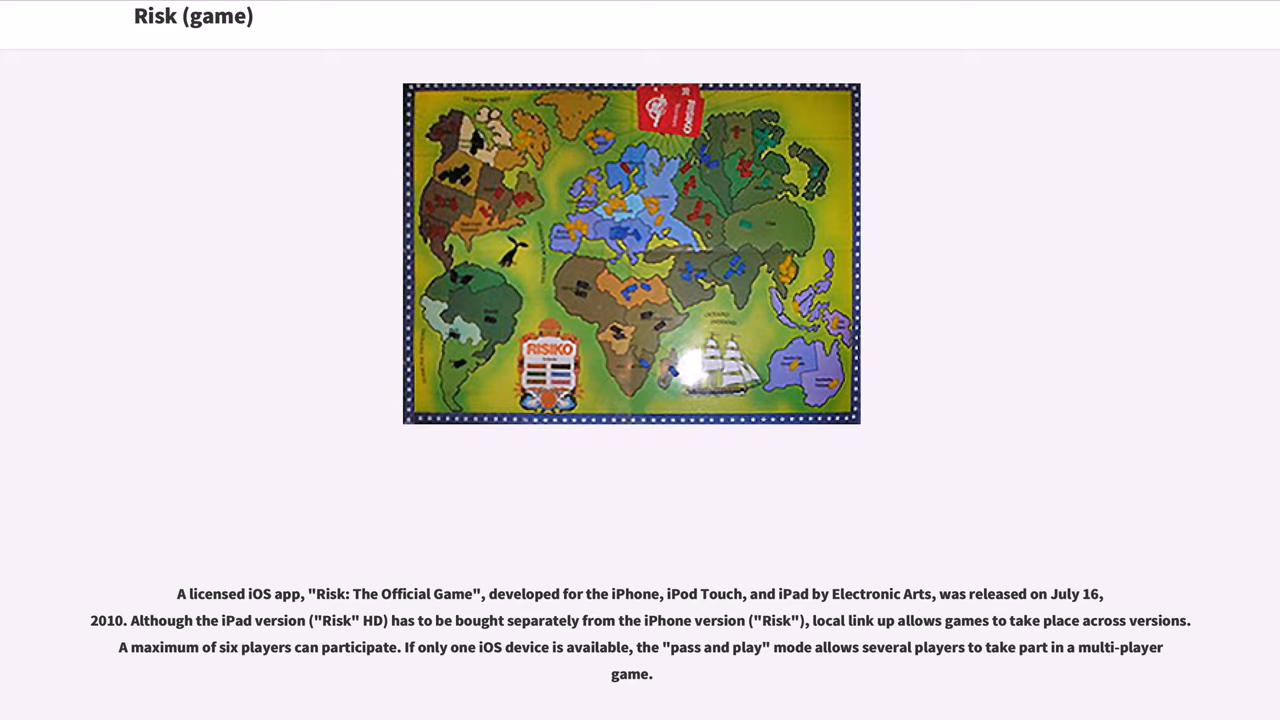 Risk (game)
RISIKO
A licensed iOS app, "Risk: The Official Game", developed for the iPhone, iPod Touch, and iPad by Electronic Arts, was released on July 16,
2010. Although the iPad version ("Risk" HD) has to be bought separately from the iPhone version ("Risk"), local link up allows games to take place across versions.
A maximum of six players can participate. If only one iOS device is available, the "pass and play" mode allows several players to take part in a multi-player
game.